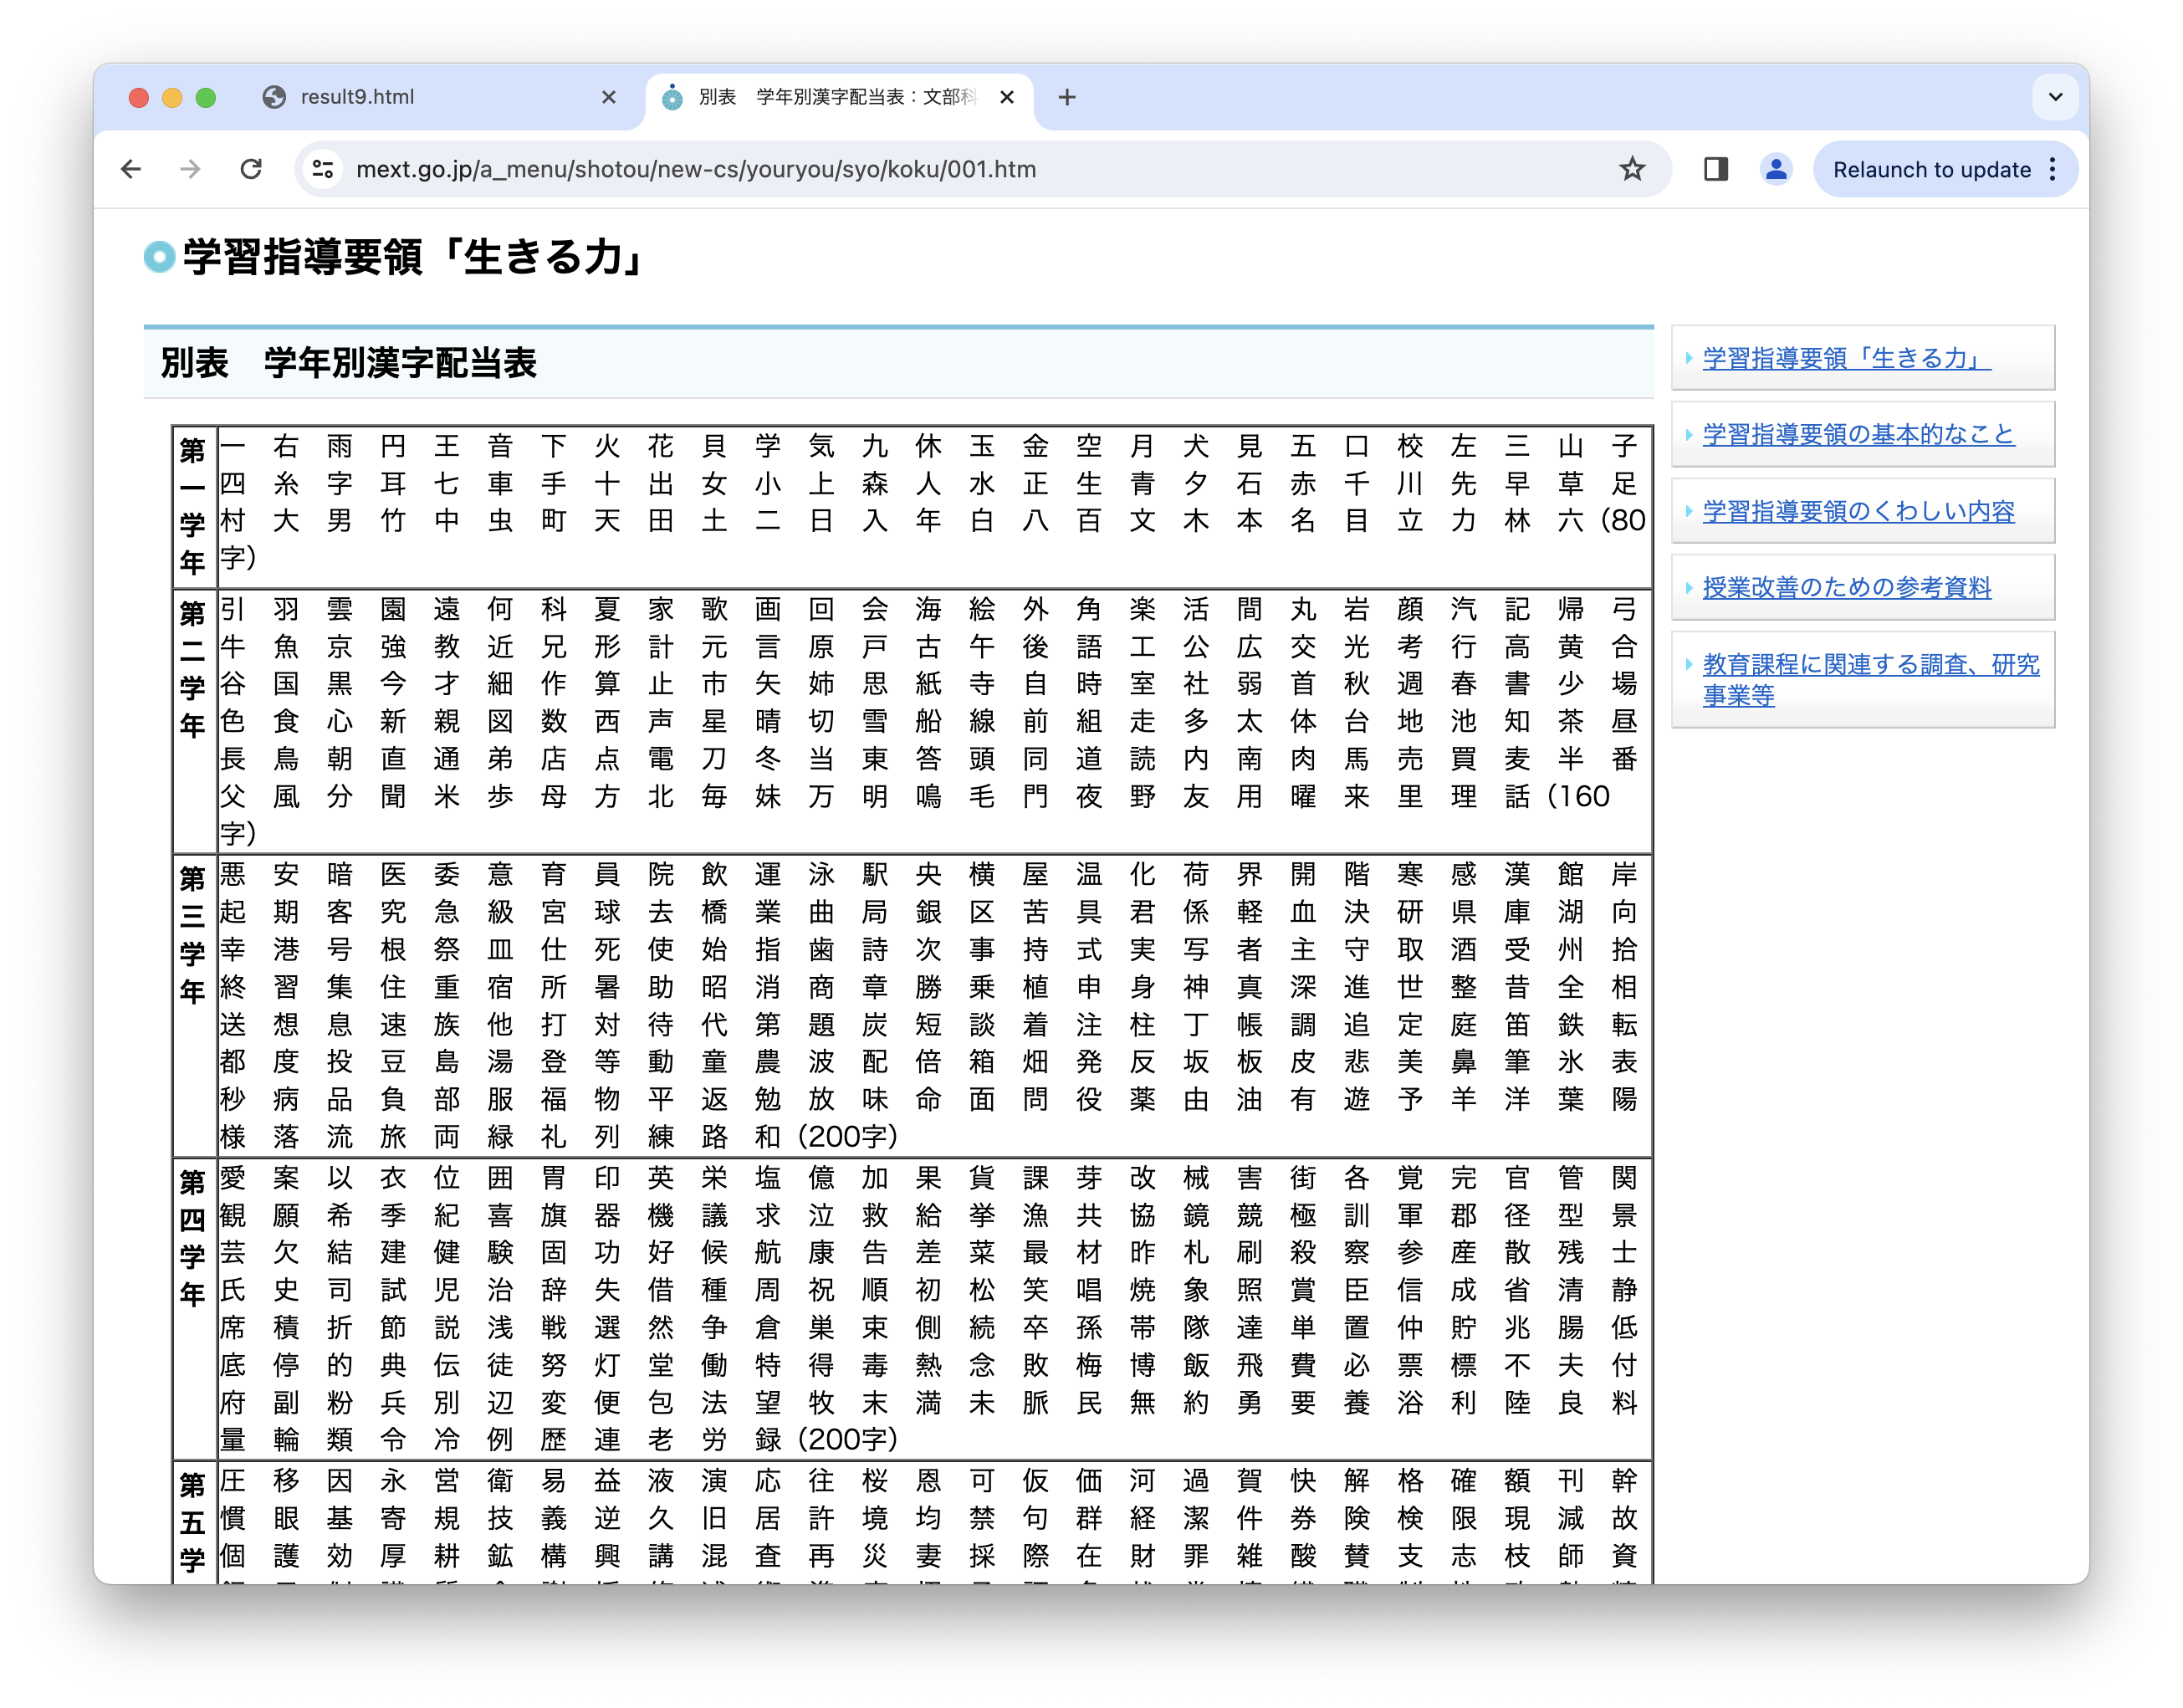 result9.html
別表　学年別漢字配当表：文部科
mext.go.jp/a_menu/shotou/new-cs/youryou/syo/koku/001.htm
Relaunch to update
学習指導要領「生きる力」
別表　学年別漢字配当表
第一学年
一 右 雨 円 王 音 下 火 花 貝 学 気 九 休 玉 金 空 月 犬 見 五 口 校 左 三 山 子
四 糸 字 耳 七 車 手 十 出 女 小 上 森 人 水 正 生 青 夕 石 赤 千 川 先 早 草 足
村 大 男 竹 中 虫 町 天 田 土 二 日 入 年 白 八 百 文 木 本 名 目 立 力 林 六（80
字）
第二学年
引 羽 雲 園 遠 何 科 夏 家 歌 画 回 会 海 絵 外 角 楽 活 間 丸 岩 顔 汽 記 帰 弓
牛 魚 京 強 教 近 兄 形 計 元 言 原 戸 古 午 後 語 工 公 広 交 光 考 行 高 黄 合
谷 国 黒 今 才 細 作 算 止 市 矢 姉 思 紙 寺 自 時 室 社 弱 首 秋 週 春 書 少 場
色 食 心 新 親 図 数 西 声 星 晴 切 雪 船 線 前 組 走 多 太 体 台 地 池 知 茶 昼
長 鳥 朝 直 通 弟 店 点 電 刀 冬 当 東 答 頭 同 道 読 内 南 肉 馬 売 買 麦 半 番
父 風 分 聞 米 歩 母 方 北 毎 妹 万 明 鳴 毛 門 夜 野 友 用 曜 来 里 理 話（160
字）
第三学年
悪 安 暗 医 委 意 育 員 院 飲 運 泳 駅 央 横 屋 温 化 荷 界 開 階 寒 感 漢 館 岸
起 期 客 究 急 級 宮 球 去 橋 業 曲 局 銀 区 苦 具 君 係 軽 血 決 研 県 庫 湖 向
幸 港 号 根 祭 皿 仕 死 使 始 指 歯 詩 次 事 持 式 実 写 者 主 守 取 酒 受 州 拾
終 習 集 住 重 宿 所 暑 助 昭 消 商 章 勝 乗 植 申 身 神 真 深 進 世 整 昔 全 相
送 想 息 速 族 他 打 対 待 代 第 題 炭 短 談 着 注 柱 丁 帳 調 追 定 庭 笛 鉄 転
都 度 投 豆 島 湯 登 等 動 童 農 波 配 倍 箱 畑 発 反 坂 板 皮 悲 美 鼻 筆 氷 表
秒 病 品 負 部 服 福 物 平 返 勉 放 味 命 面 問 役 薬 由 油 有 遊 予 羊 洋 葉 陽
様 落 流 旅 両 緑 礼 列 練 路 和（200字）
第四学年
愛 案 以 衣 位 囲 胃 印 英 栄 塩 億 加 果 貨 課 芽 改 械 害 街 各 覚 完 官 管 関
観 願 希 季 紀 喜 旗 器 機 議 求 泣 救 給 挙 漁 共 協 鏡 競 極 訓 軍 郡 径 型 景
芸 欠 結 建 健 験 固 功 好 候 航 康 告 差 菜 最 材 昨 札 刷 殺 察 参 産 散 残 士
氏 史 司 試 児 治 辞 失 借 種 周 祝 順 初 松 笑 唱 焼 象 照 賞 臣 信 成 省 清 静
席 積 折 節 説 浅 戦 選 然 争 倉 巣 束 側 続 卒 孫 帯 隊 達 単 置 仲 貯 兆 腸 低
底 停 的 典 伝 徒 努 灯 堂 働 特 得 毒 熱 念 敗 梅 博 飯 飛 費 必 票 標 不 夫 付
府 副 粉 兵 別 辺 変 便 包 法 望 牧 末 満 未 脈 民 無 約 勇 要 養 浴 利 陸 良 料
量 輪 類 令 冷 例 歴 連 老 労 録（200字）
第五学
圧 移 因 永 営 衛 易 益 液 演 応 往 桜 恩 可 仮 価 河 過 賀 快 解 格 確 額 刊 幹
慣 眼 基 寄 規 技 義 逆 久 旧 居 許 境 均 禁 句 群 経 潔 件 券 険 検 限 現 減 故
個 護 効 厚 耕 鉱 構 興 講 混 査 再 災 妻 採 際 在 財 罪 雑 酸 賛 支 志 枝 師 資
学習指導要領「生きる力」
学習指導要領の基本的なこと
学習指導要領のくわしい内容
授業改善のための参考資料
教育課程に関連する調査、研究
事業等